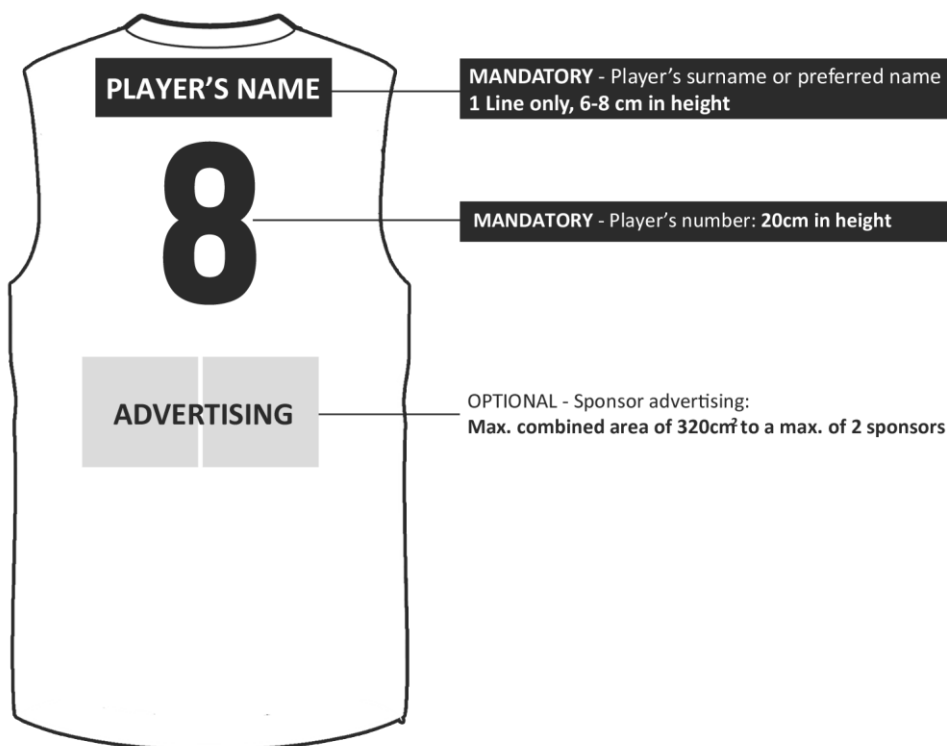 PLAYER’S NAME
MANDATORY - Player’s surname or preferred name
1 Line only, 6-8 cm in height
8
MANDATORY - Player’s number: 20cm in height
ADVERTISING
OPTIONAL - Sponsor advertising:
Max. combined area of 320cm² to a max. of 2 sponsors